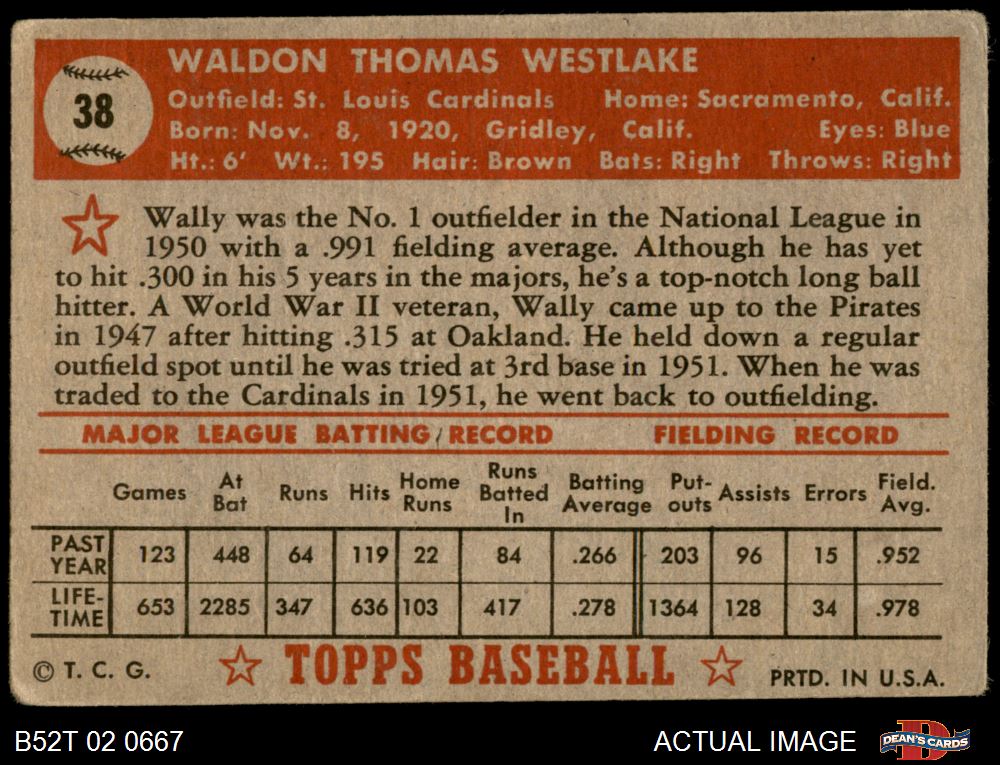 38
WALDON THOMAS WESTLAKE
Outfield: St. Louis Cardinals Home: Sacramento, Calif.
Born: Nov. 8, 1920, Gridley, Calif. Eyes: Blue
Ht.: 6' Wt.: 195 Hair: Brown Bats: Right Throws: Right
Wally was the No. 1 outfielder in the National League in
1950 with a .991 fielding average. Although he has yet
to hit .300 in his 5 years in the majors, he's a top-notch long ball
hitter. A World War II veteran, Wally came up to the Pirates
in 1947 after hitting .315 at Oakland. He held down a regular
outfield spot until he was tried at 3rd base in 1951. When he was
traded to the Cardinals in 1951, he went back to outfielding.
MAJOR LEAGUE BATTING RECORD FIELDING RECORD
Games At Bat Runs Hits Home Runs Runs Batted In Batting Average Put-outs Assists Errors Field. Avg.
PAST YEAR 123 448 64 119 22 84 .266 203 96 15 .952
LIFE-TIME 653 2285 347 636 103 417 .278 1364 128 34 .978
© T. C. G. TOPPS BASEBALL PRTD. IN U.S.A.
B52T 02 0667 ACTUAL IMAGE DEAN'S CARDS